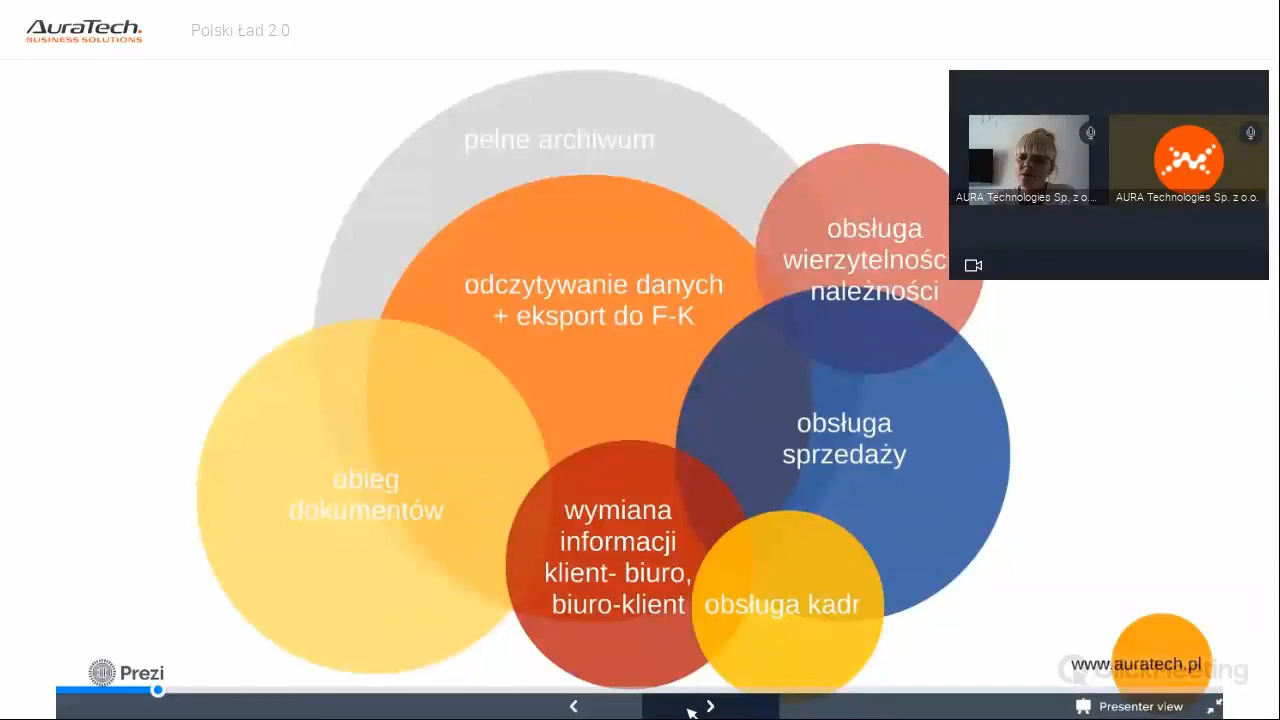 AURATECH.
BUSINESS SOLUTIONS
Polski Ład 2.0
pełne archiwum
odczytywanie danych
+ eksport do F-K
obsługa
wierzytelnośc
należności
AURA Technologies Sp. z o....
AURA Technologies Sp. z o.o.
obsługa
sprzedaży
obieg
dokumentów
wymiana
informacji
klient- biuro,
biuro-klient
obsługa kadr
Prezi
www.auratech.pl
ClickMeeting
Presenter view